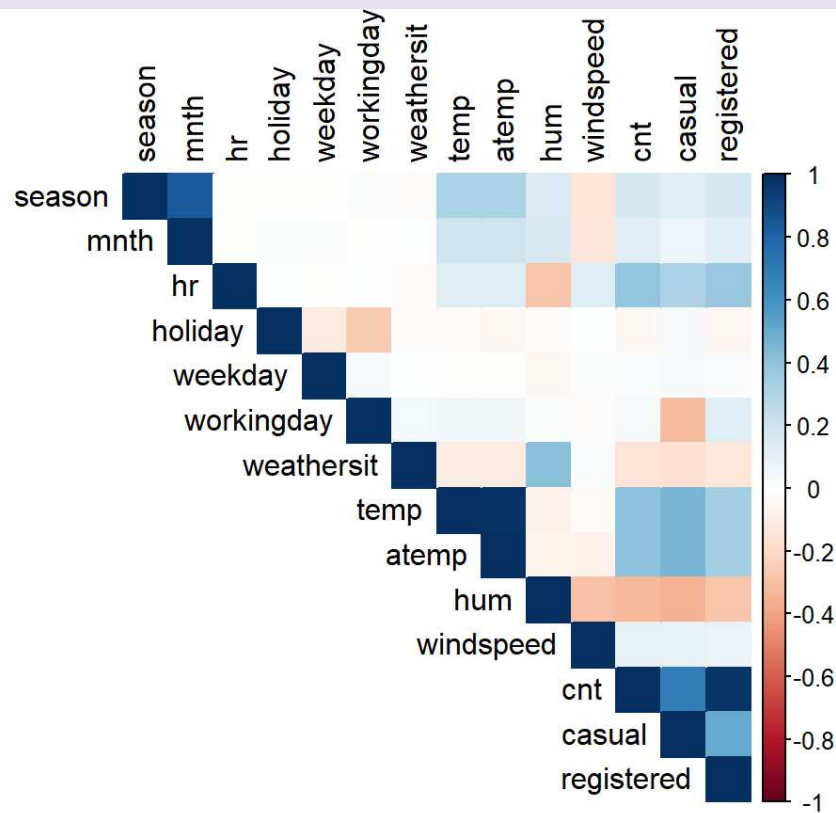 season
mnth
hr
holiday
weekday
workingday
weathersit
temp
atemp
hum
windspeed
cnt
casual
registered
season
mnth
hr
holiday
weekday
workingday
weathersit
temp
atemp
hum
windspeed
cnt
casual
registered
1
0.8
0.6
0.4
0.2
0
-0.2
-0.4
-0.6
-0.8
-1